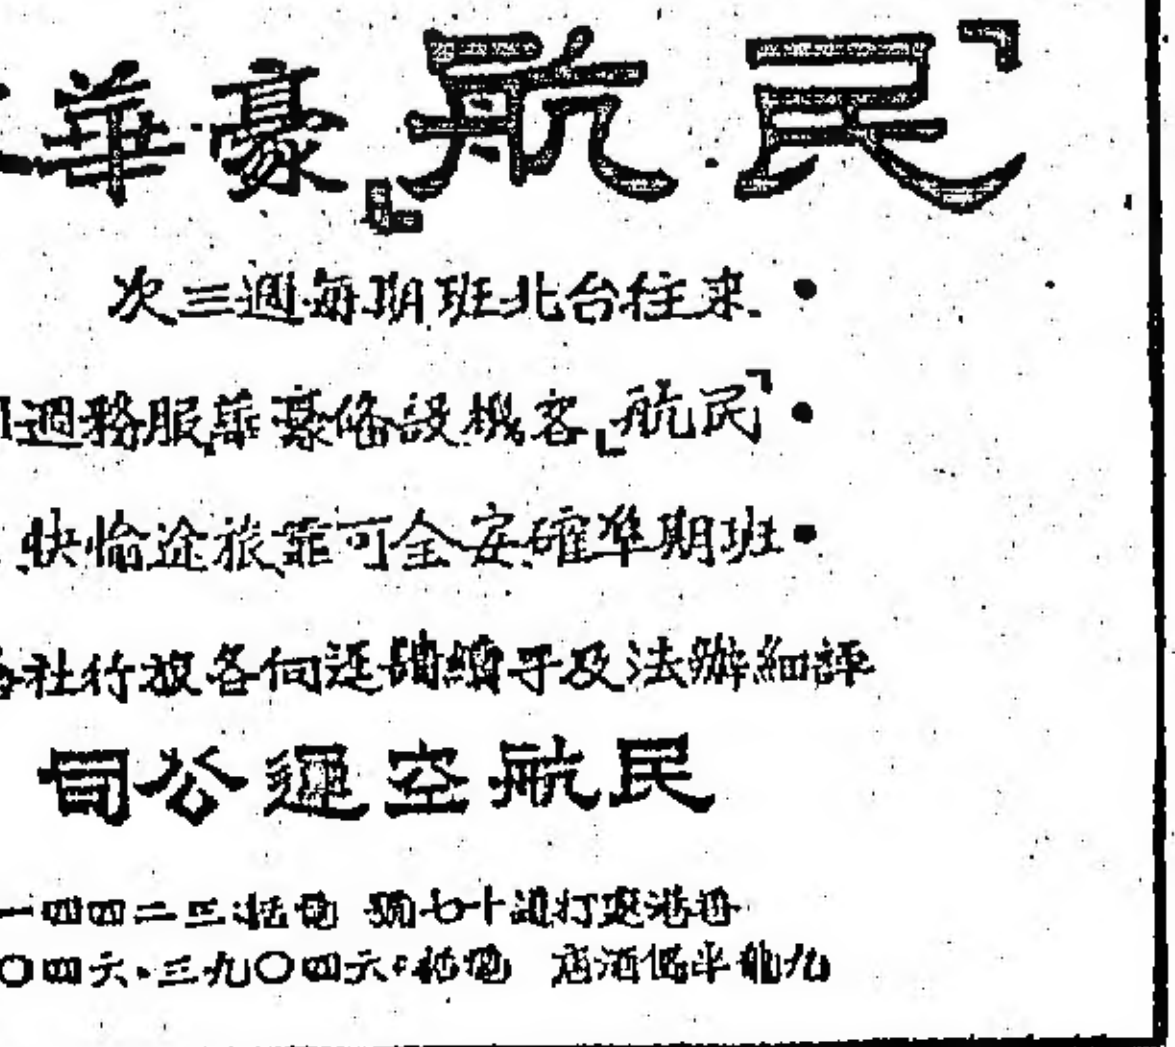 「民航」豪華
•来往台北班期每週三次
•「民航」客機設備豪華服務週
•班期準確安全可靠旅途愉快
詳細辦法及手續請逕向各旅行社
民航空運公司
香港遮打道十七號 電話:三二四四一
九龍半島酒店 電話:六四〇九三·六四〇